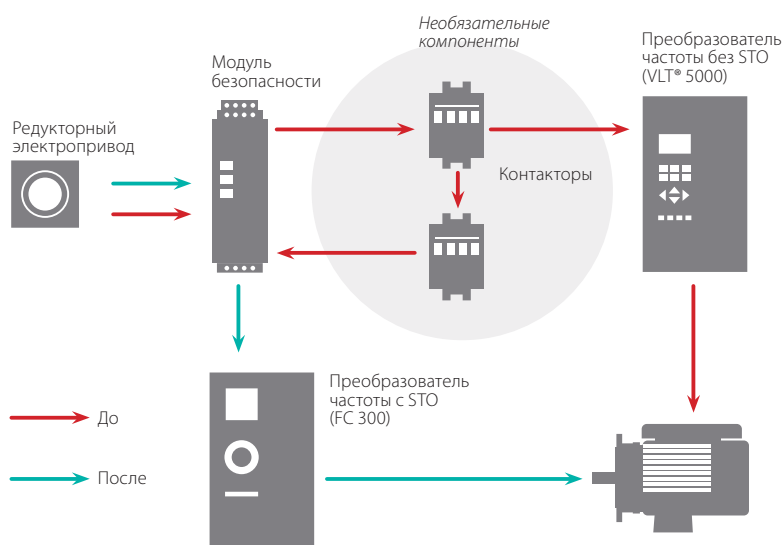 Необязательные
компоненты
Преобразователь
частоты без STO
(VLT® 5000)
Модуль
безопасности
Редукторный
электропривод
Контакторы
Преобразователь
частоты с STO
(FC 300)
До
После